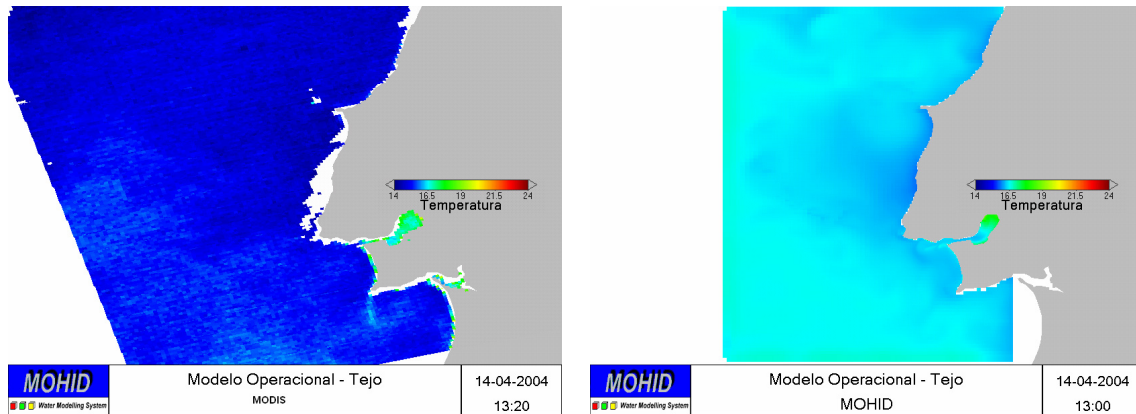 14 16.5 19 21.5 24
Temperatura
MOHID
Water Modelling System
Modelo Operacional - Tejo
MODIS
14-04-2004
13:20
14 16.5 19 21.5 24
Temperatura
MOHID
Water Modelling System
Modelo Operacional - Tejo
MOHID
14-04-2004
13:00